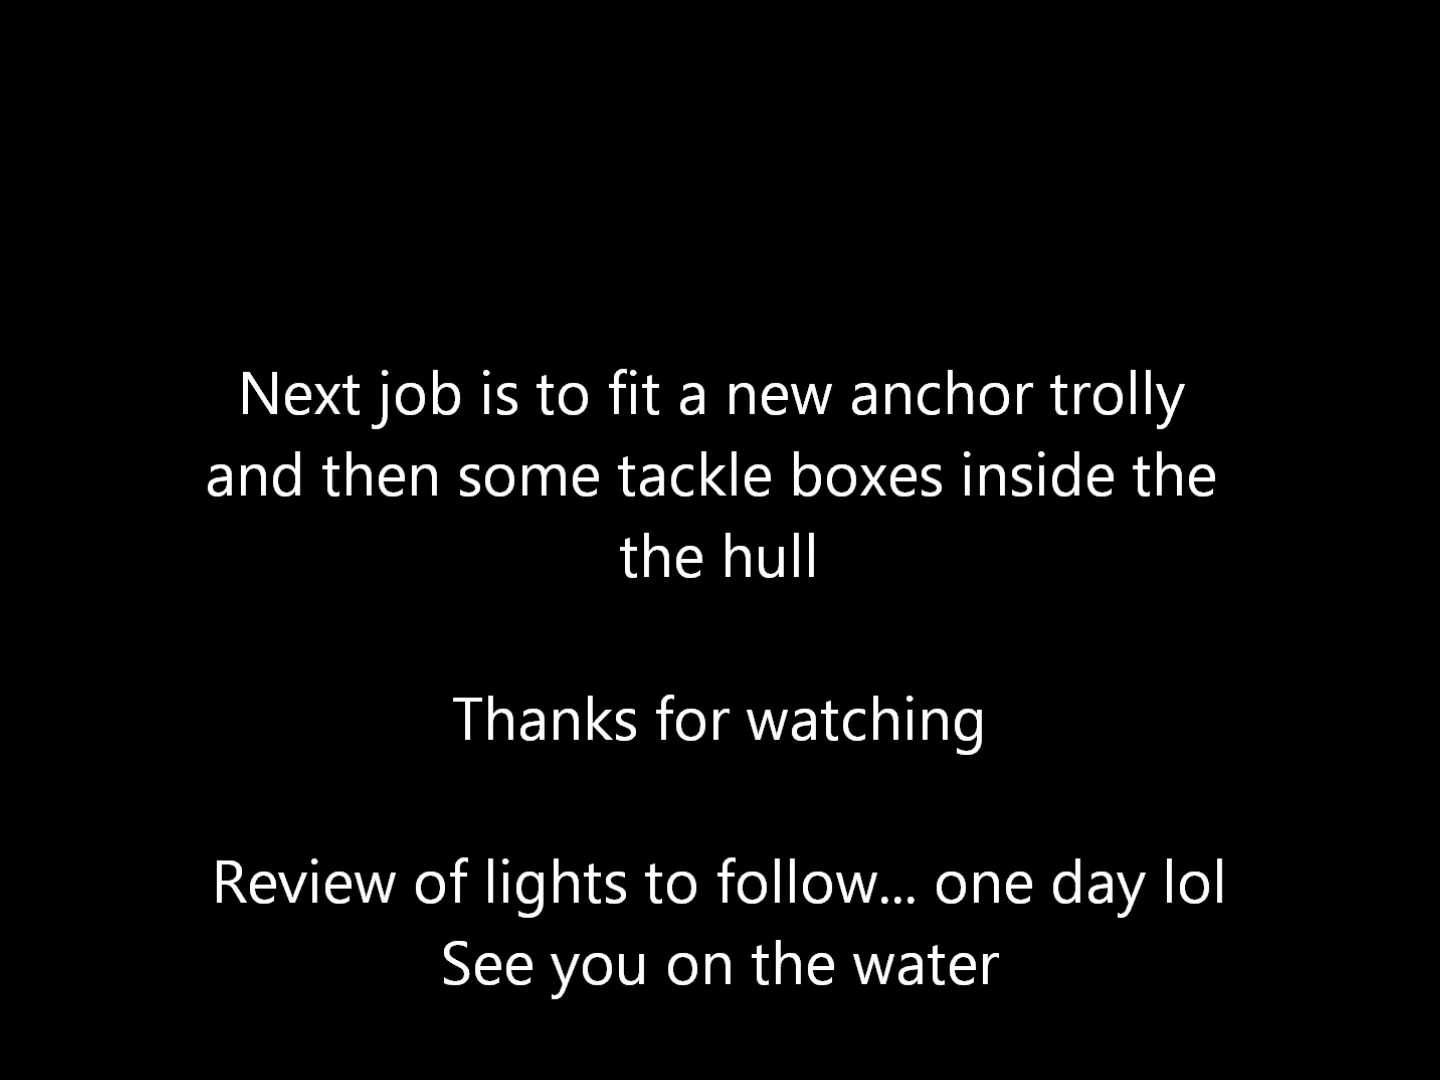 Next job is to fit a new anchor trolly
and then some tackle boxes inside the
the hull
Thanks for watching
Review of lights to follow... one day lol
See you on the water